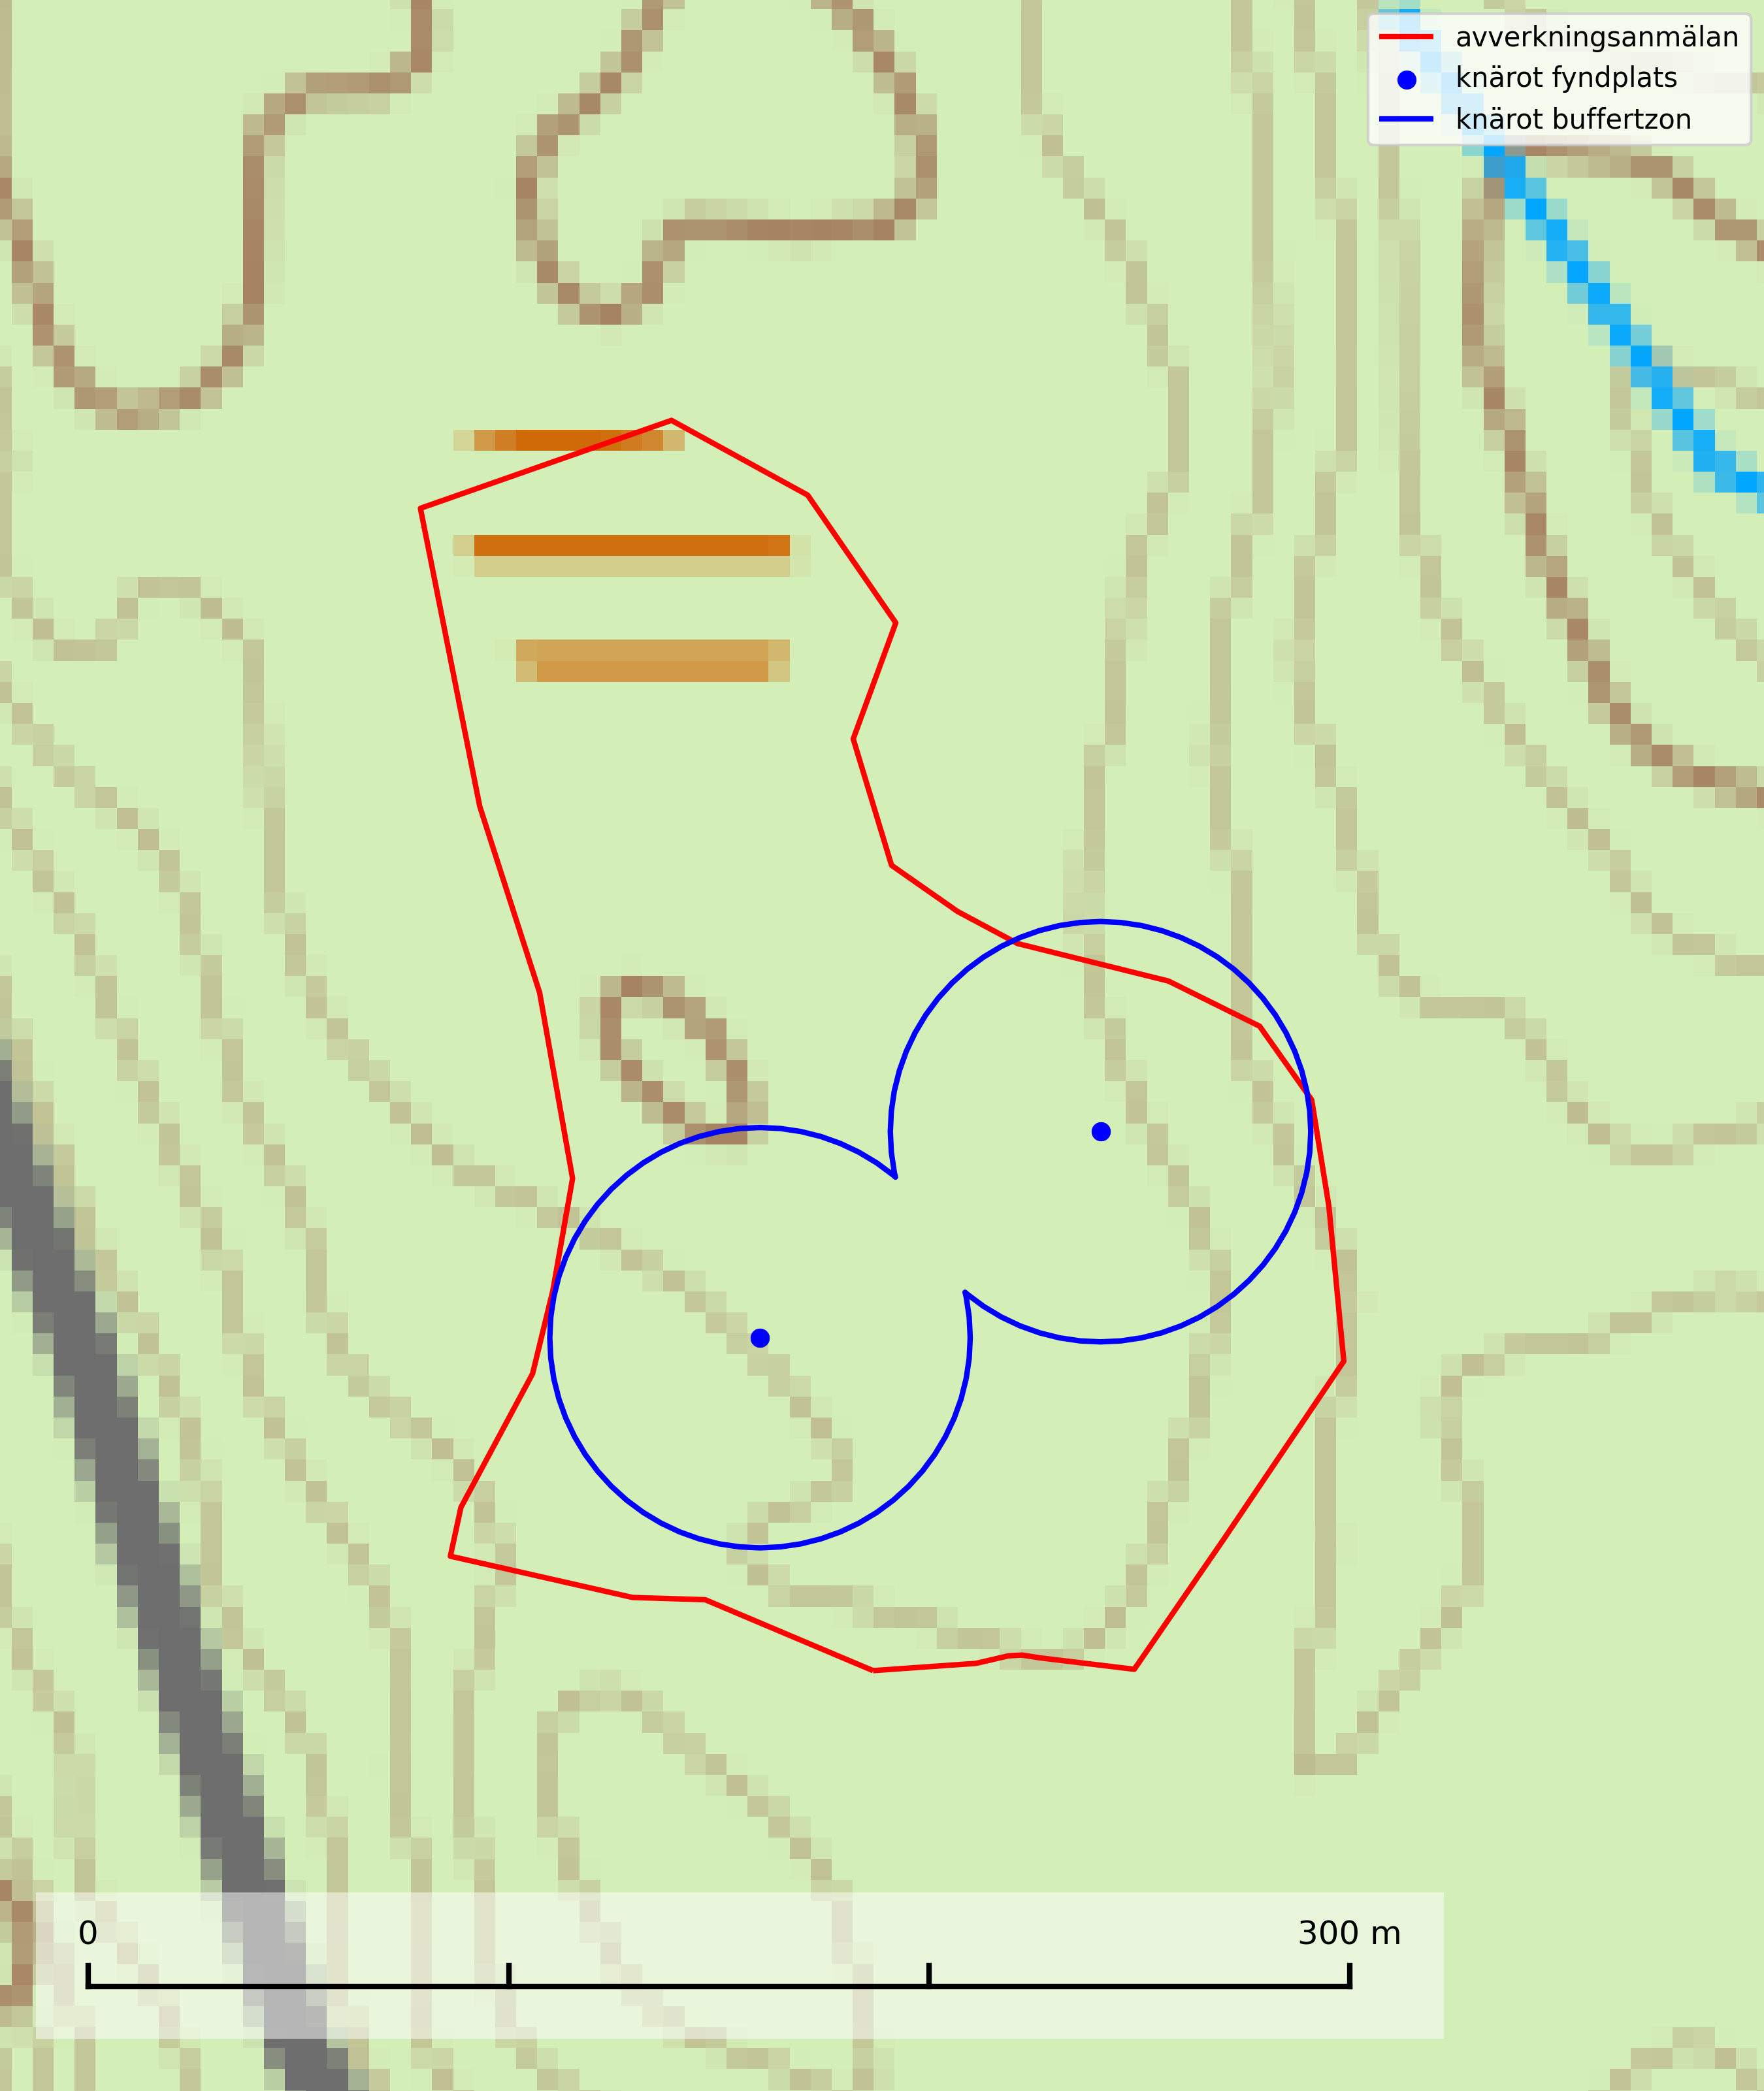 avverkningsanmälan
knärot fyndplats
knärot buffertzon
0 300 m